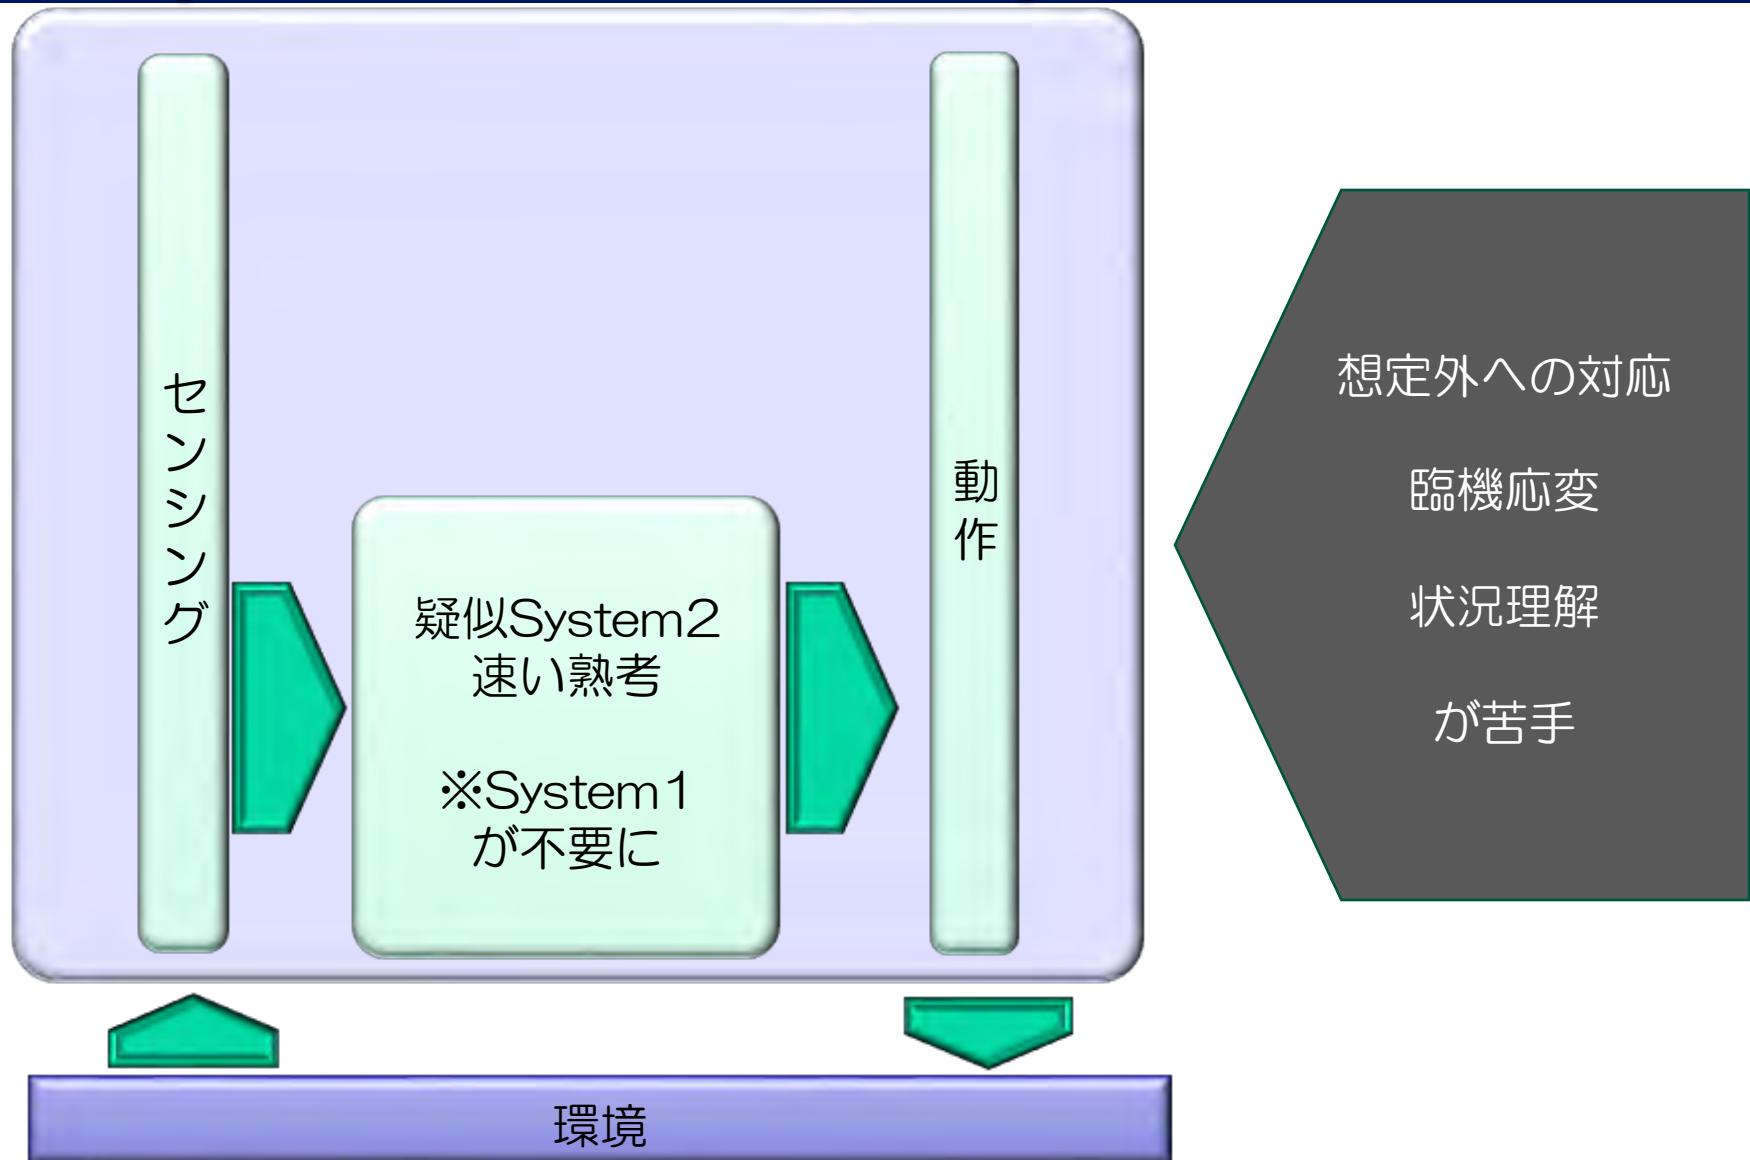 センシング
疑似System2
速い熟考
※System1
が不要に
動作
想定外への対応
臨機応変
状況理解
が苦手
環境